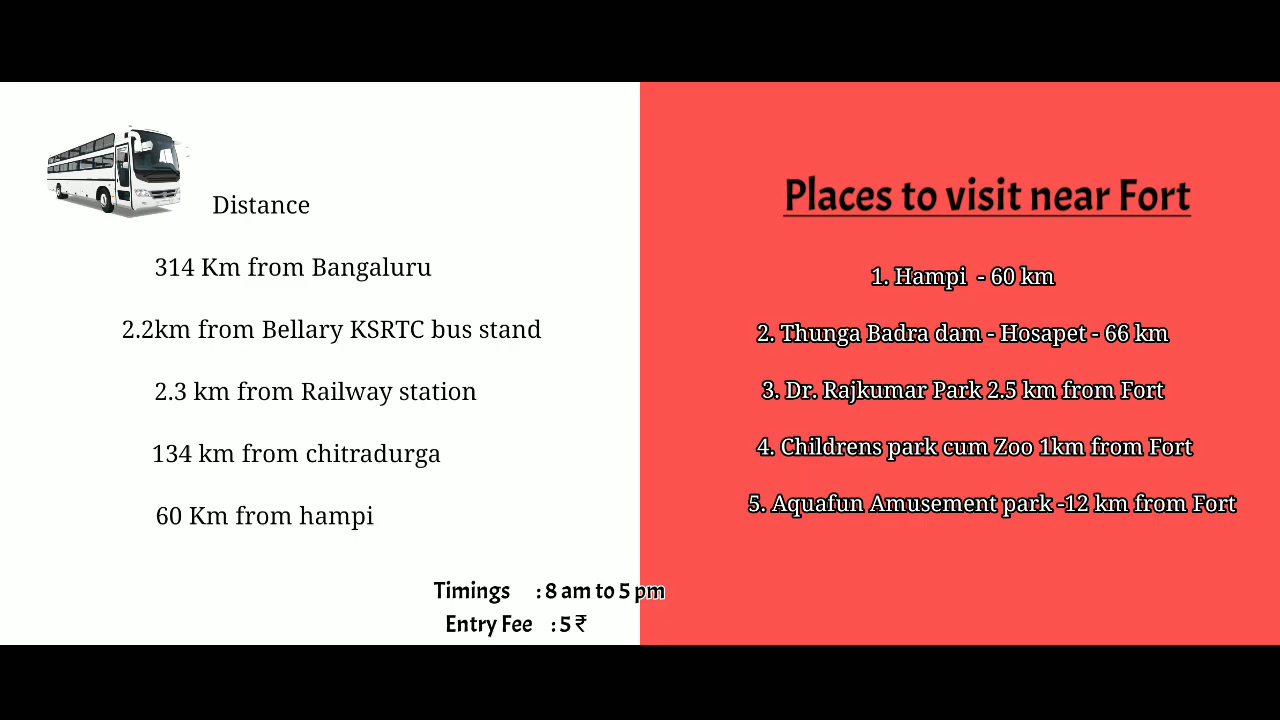 Distance
314 Km from Bangaluru
2.2km from Bellary KSRTC bus stand
2.3 km from Railway station
134 km from chitradurga
60 Km from hampi
Places to visit near Fort
1. Hampi - 60 km
2. Thunga Badra dam - Hosapet - 66 km
3. Dr. Rajkumar Park 2.5 km from Fort
4. Childrens park cum Zoo 1km from Fort
5. Aquafun Amusement park -12 km from Fort
Timings : 8 am to 5 pm
Entry Fee : 5 ₹